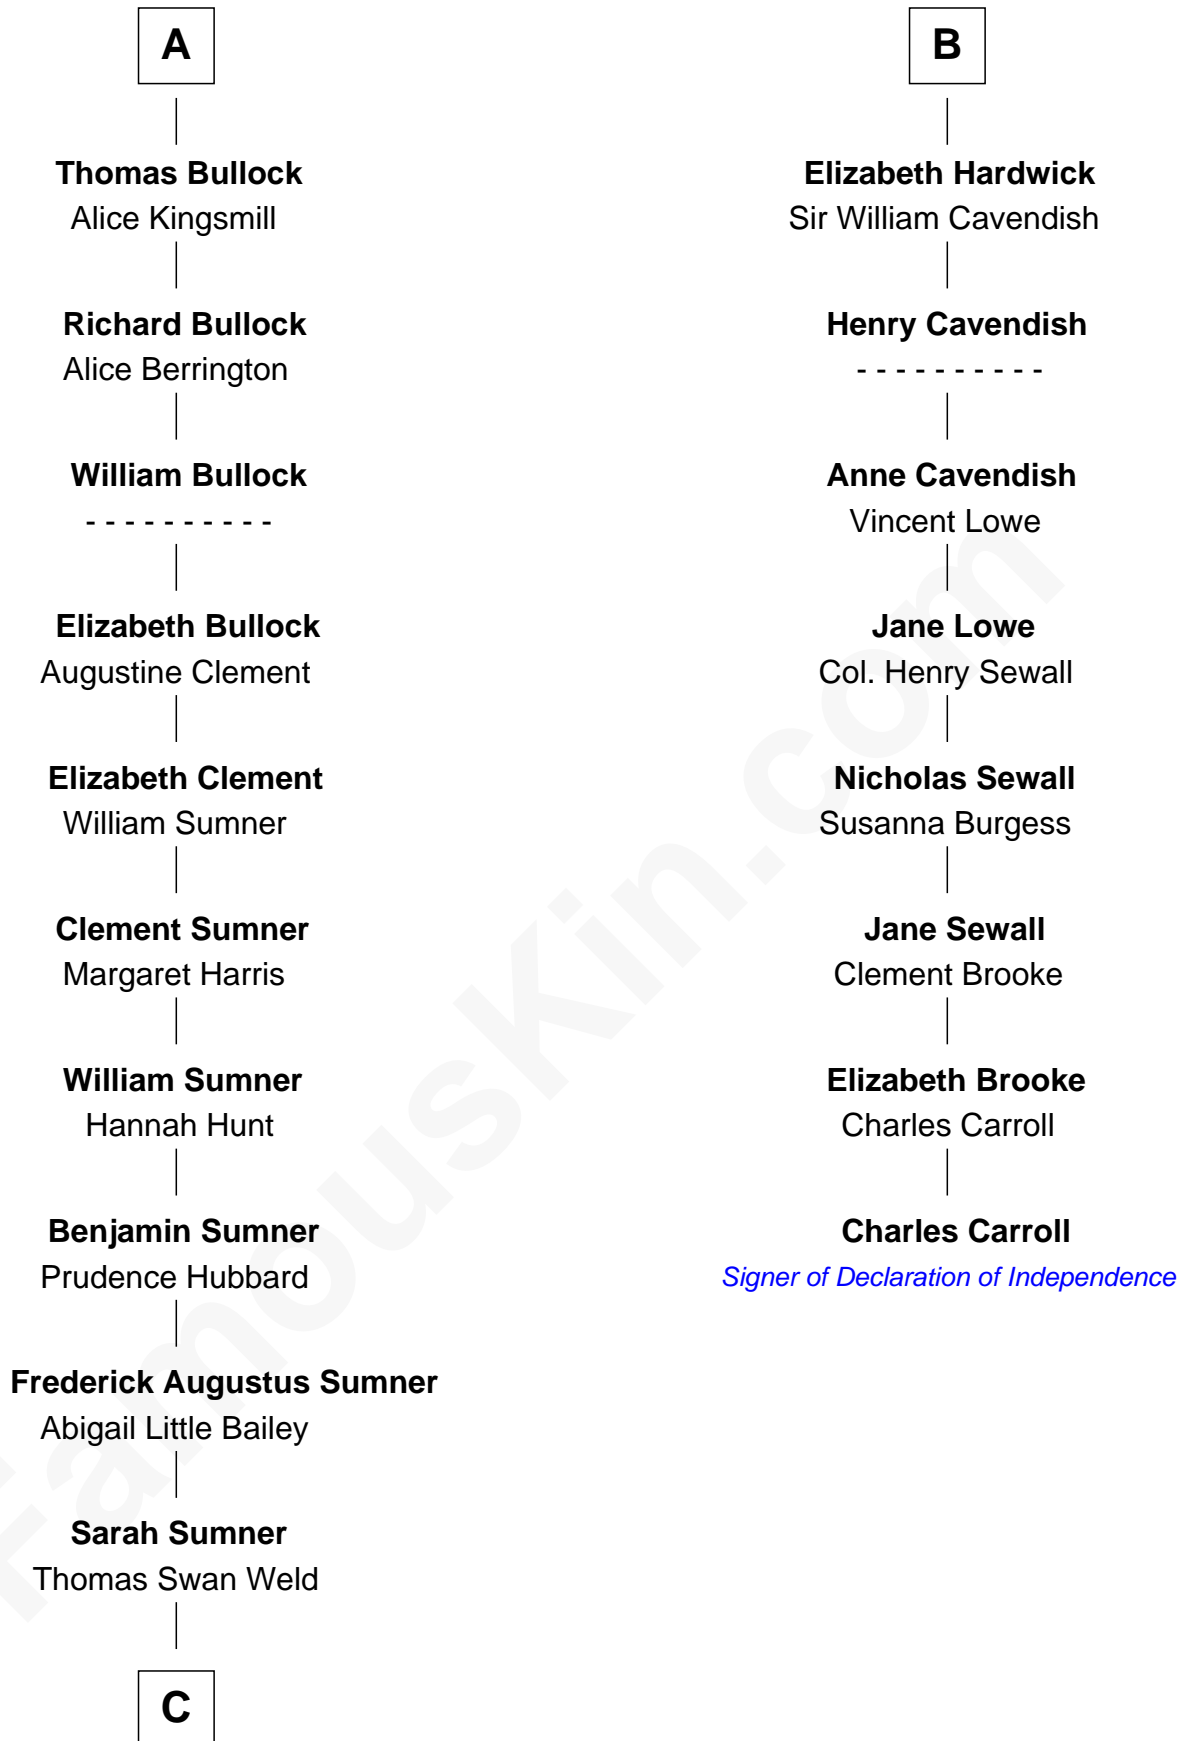 A
Thomas Bullock
Alice Kingsmill
Richard Bullock
Alice Berrington
William Bullock
- - - - - - - - - -
Elizabeth Bullock
Augustine Clement
Elizabeth Clement
William Sumner
Clement Sumner
Margaret Harris
William Sumner
Hannah Hunt
Benjamin Sumner
Prudence Hubbard
Frederick Augustus Sumner
Abigail Little Bailey
Sarah Sumner
Thomas Swan Weld
C
B
Elizabeth Hardwick
Sir William Cavendish
Henry Cavendish
- - - - - - - - - -
Anne Cavendish
Vincent Lowe
Jane Lowe
Col. Henry Sewall
Nicholas Sewall
Susanna Burgess
Jane Sewall
Clement Brooke
Elizabeth Brooke
Charles Carroll
Charles Carroll
Signer of Declaration of Independence
FamousKin.com